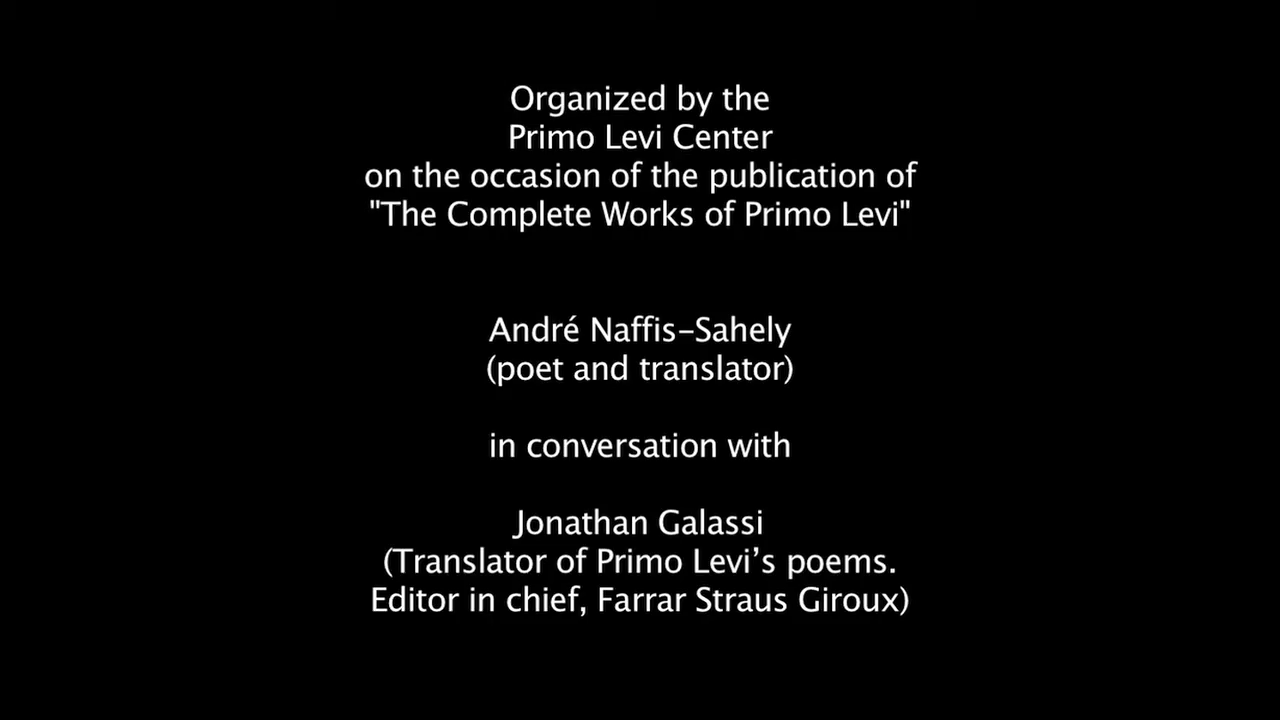 Organized by the
Primo Levi Center
on the occasion of the publication of
"The Complete Works of Primo Levi"
André Naffis-Sahely
(poet and translator)
in conversation with
Jonathan Galassi
(Translator of Primo Levi’s poems.
Editor in chief, Farrar Straus Giroux)